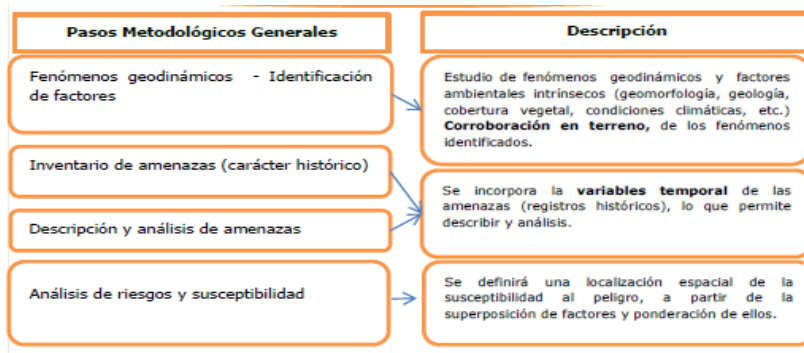 Pasos Metodológicos Generales
Descripción
Fenómenos geodinámicos - Identificación
de factores
Estudio de fenómenos geodinámicos y factores
ambientales intrínsecos (geomorfología, geología,
cobertura vegetal, condiciones climáticas, etc.)
Corroboración en terreno, de los fenómenos
identificados.
Inventario de amenazas (carácter histórico)
Descripción y análisis de amenazas
Se incorpora la variables temporal de las
amenazas (registros históricos), lo que permite
describir y análisis.
Análisis de riesgos y susceptibilidad
Se definirá una localización espacial de la
susceptibilidad al peligro, a partir de la
superposición de factores y ponderación de ellos.